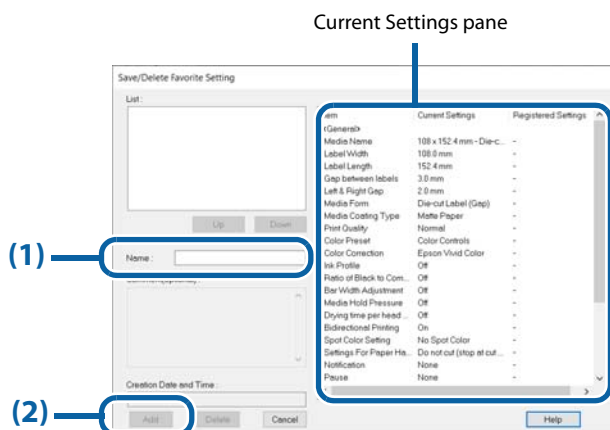 Current Settings pane
Save/Delete Favorite Setting
List :
Up Down
(1) Name :
Comment(optional) :
Creation Date and Time :
(2) Add Delete Cancel
Item Current Settings Registered Settings
<General>
Media Name 108 x 152.4 mm - Die-c... -
Label Width 108.0 mm -
Label Length 152.4 mm -
Gap between labels 3.0 mm -
Left & Right Gap 2.0 mm -
Media Form Die-cut Label (Gap) -
Media Coating Type Matte Paper -
Print Quality Normal -
Color Preset Color Controls -
Color Correction Epson Vivid Color -
Ink Profile Off -
Ratio of Black to Com... Off -
Bar Width Adjustment Off -
Media Hold Pressure Off -
Drying time per head ... Off -
Bidirectional Printing On -
Spot Color Setting No Spot Color -
Settings For Paper Ha... Do not cut (stop at cut ... -
Notification None -
Pause None -
Help